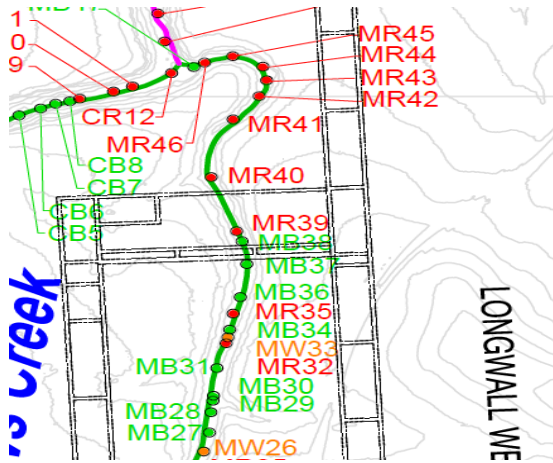 1
MR45
0
MR44
9
MR43
CR12
MR42
MR46
MR41
CB8
CB7
MR40
CB6
CB5
MR39
MB38
MB37
MB36
MR35
MB34
MW33
MR32
MB31
MB30
MB29
MB28
MB27
MW26
Creek
LONGWALL WE